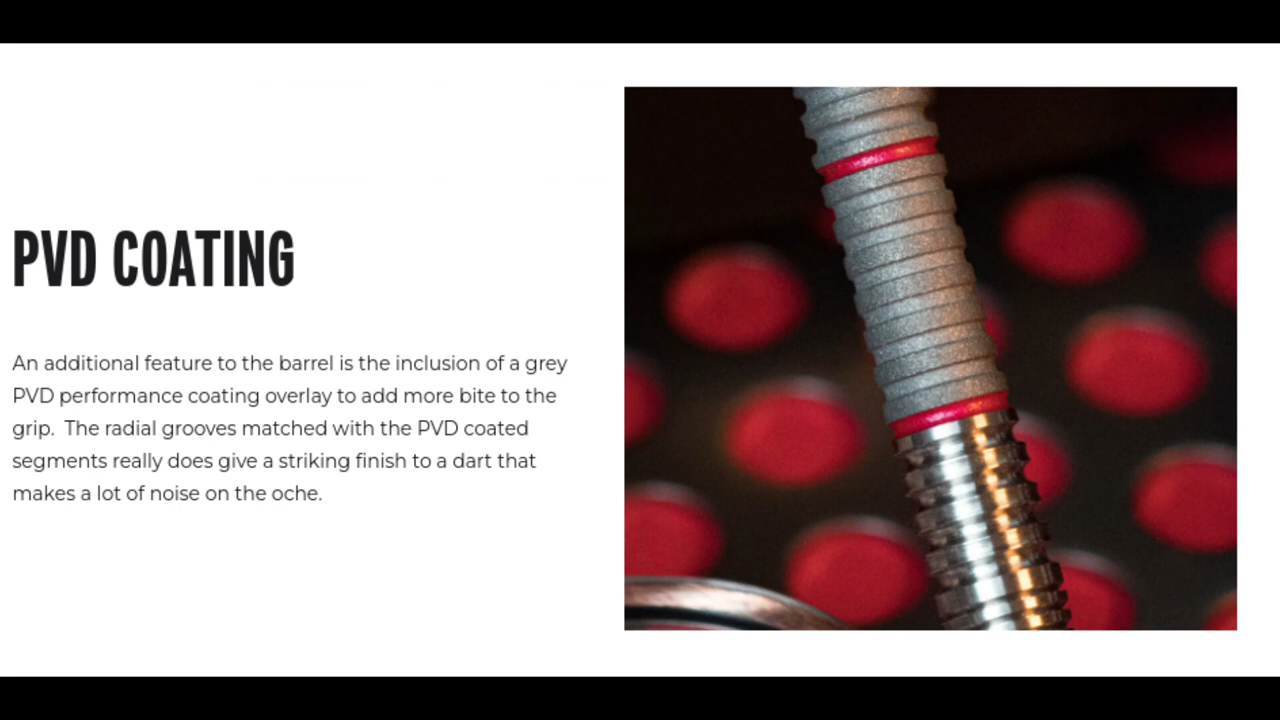 PVD COATING
An additional feature to the barrel is the inclusion of a grey
PVD performance coating overlay to add more bite to the
grip.  The radial grooves matched with the PVD coated
segments really does give a striking finish to a dart that
makes a lot of noise on the oche.